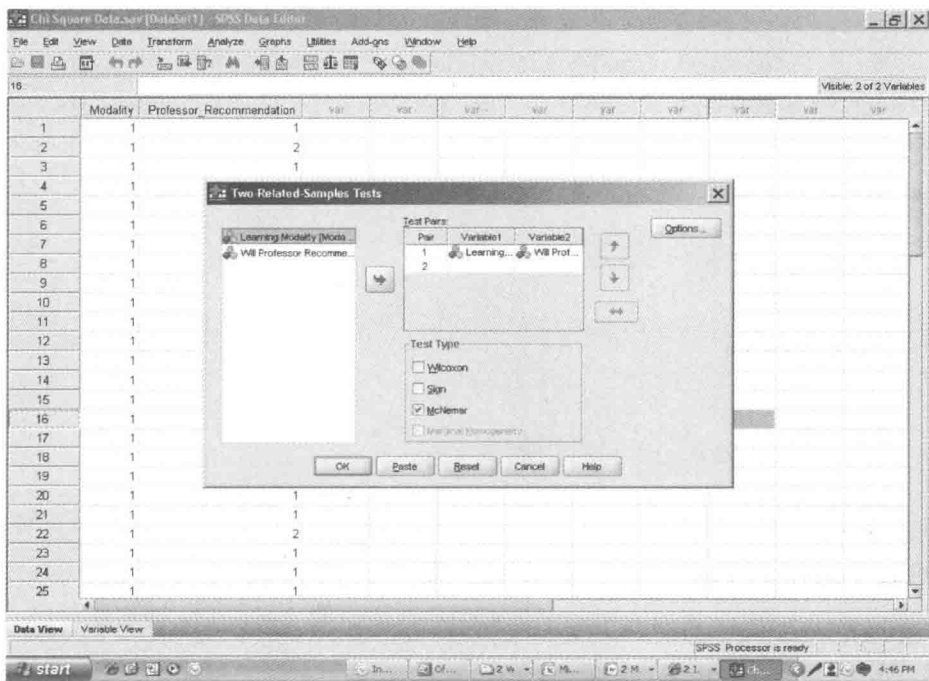 Chi Square Data.sav [DataSet1] - SPSS Data Editor
File Edit View Data Transform Analyze Graphs Utilities Add-ons Window Help
16 :
Visible: 2 of 2 Variables
Modality Professor_Recommendation var var var var var var var var var
1 1 1
2 1 2
3 1 1
4 1
5 1
6 1
7 1
8 1
9 1
10 1
11 1
12 1
13 1
14 1
15 1
16 1
17 1
18 1
19 1
20 1 1
21 1 1
22 1 2
23 1 1
24 1 1
25 1 1
Two Related-Samples Tests
Learning Modality [Moda...
Will Professor Recomme...
Test Pairs:
Pair Variable1 Variable2
1 Learning... Will Prof...
2
Options...
Test Type
Wilcoxon
Sign
McNemar
Marginal Homogeneity
OK Paste Reset Cancel Help
Data View Variable View
SPSS Processor is ready
start In... 2 W ML... 2 M 4:46 PM